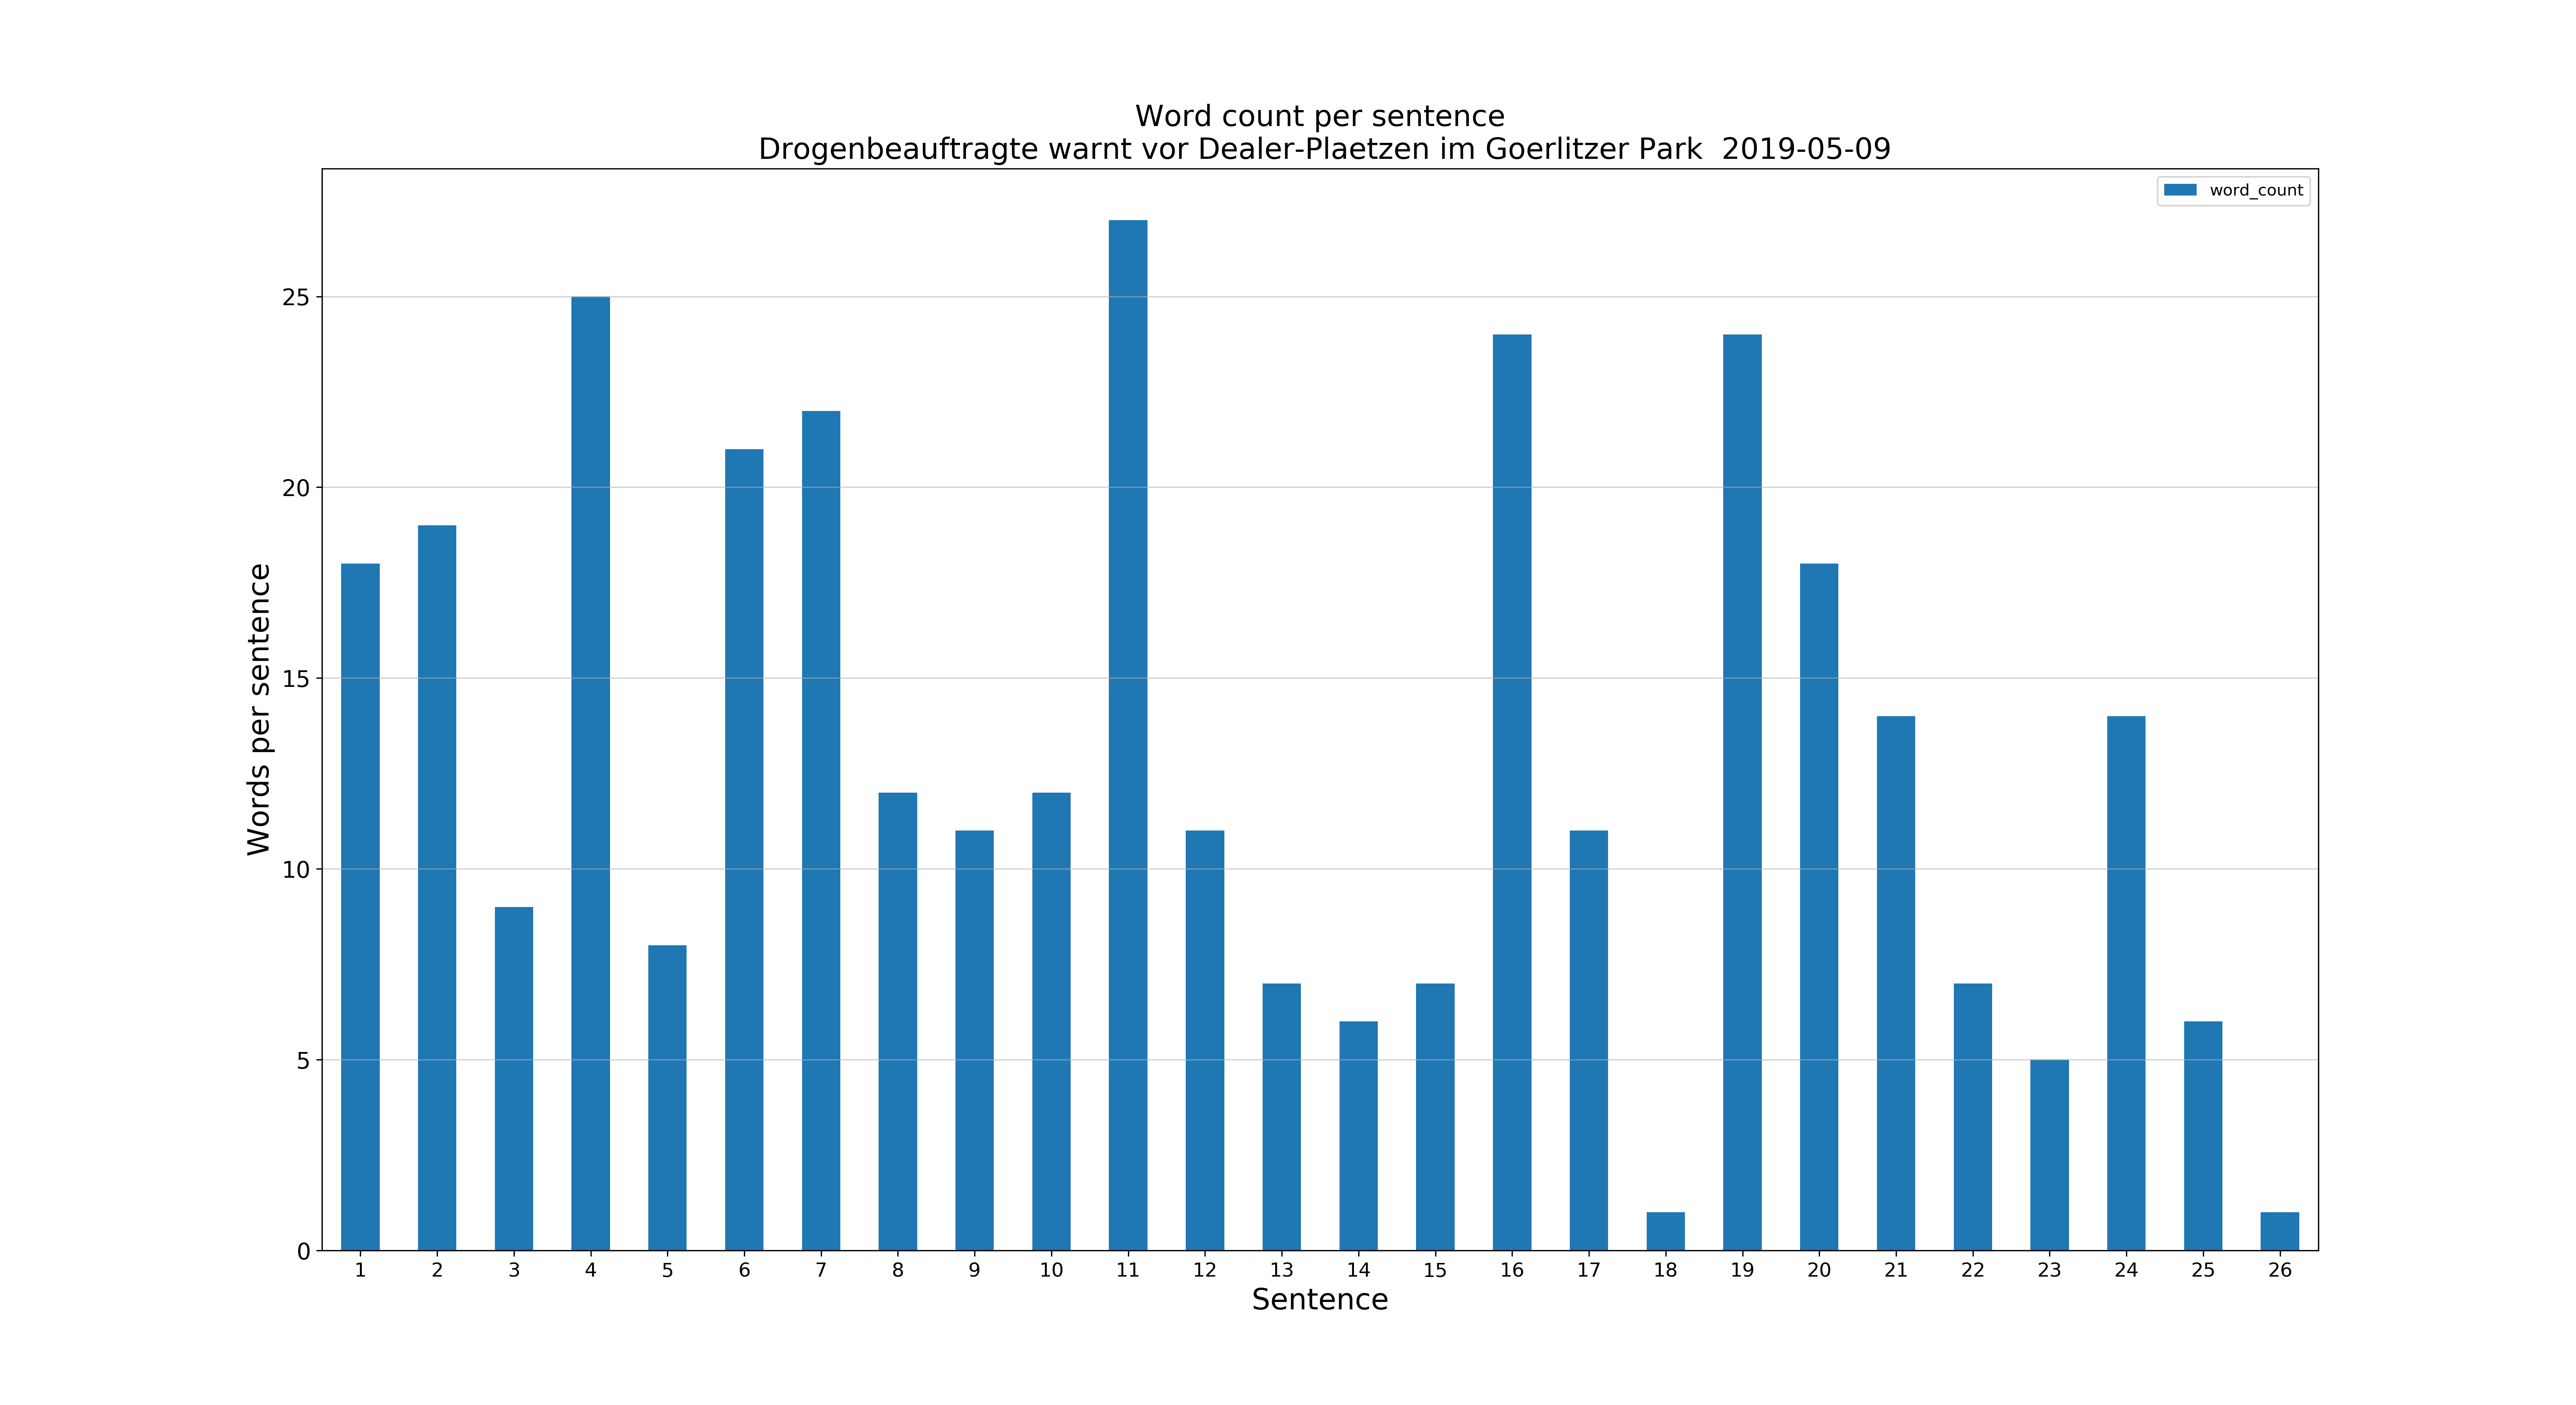 Word count per sentence
Drogenbeauftragte warnt vor Dealer-Plaetzen im Goerlitzer Park  2019-05-09
word_count
Words per sentence
25
20
15
10
5
0
1 2 3 4 5 6 7 8 9 10 11 12 13 14 15 16 17 18 19 20 21 22 23 24 25 26
Sentence